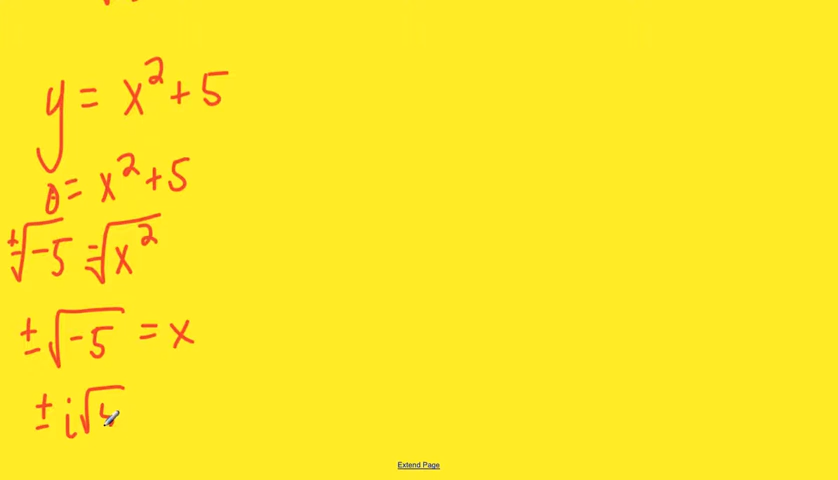 y = x² + 5
0 = x² + 5
±√-5 = √x²
±√-5 = x
± i√
Extend Page